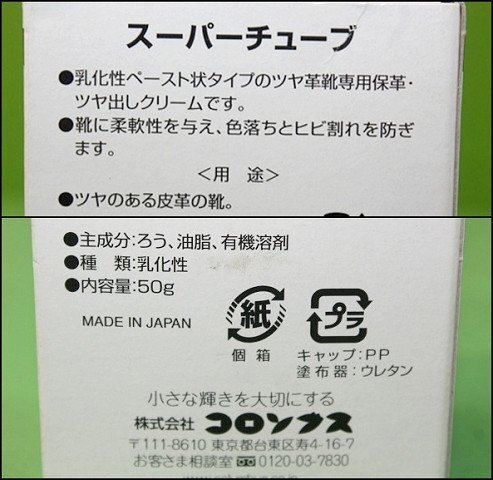 スーパーチューブ
●乳化性ペースト状タイプのツヤ革靴専用保革・
ツヤ出しクリームです。
●靴に柔軟性を与え、色落ちとヒビ割れを防ぎ
ます。
＜用　途＞
●ツヤのある皮革の靴。
●主成分:ろう、油脂、有機溶剤
●種　類:乳化性
●内容量:50g
MADE IN JAPAN
紙
個 箱
プラ
キャップ:PP
塗布器:ウレタン
小さな輝きを大切にする
株式会社 コロンブス
〒111-8610 東京都台東区寿4-16-7
お客さま相談室 0120-03-7830